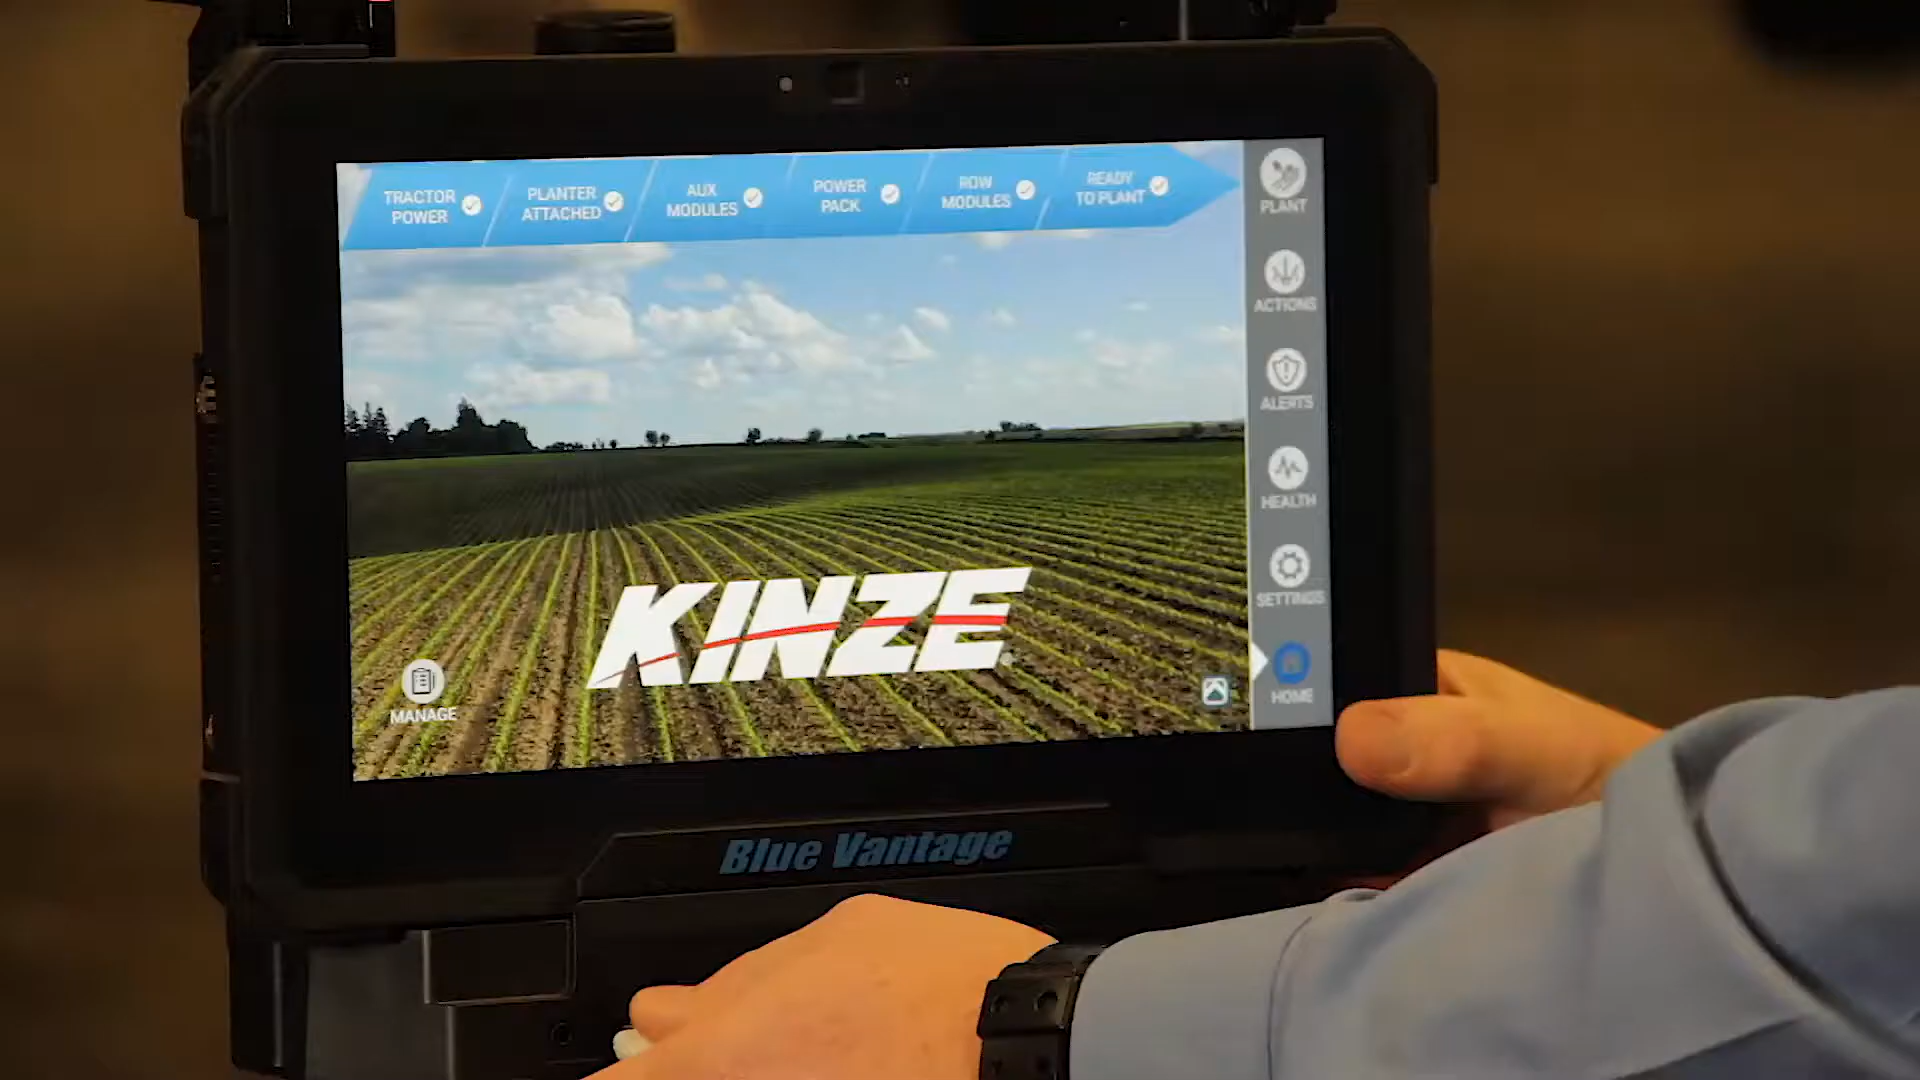 TRACTOR
POWER
PLANTER
ATTACHED
AUX
MODULES
POWER
PACK
ROW
MODULES
READY
TO PLANT
PLANT
ACTIONS
ALERTS
HEALTH
SETTINGS
HOME
KINZE
MANAGE
Blue Vantage